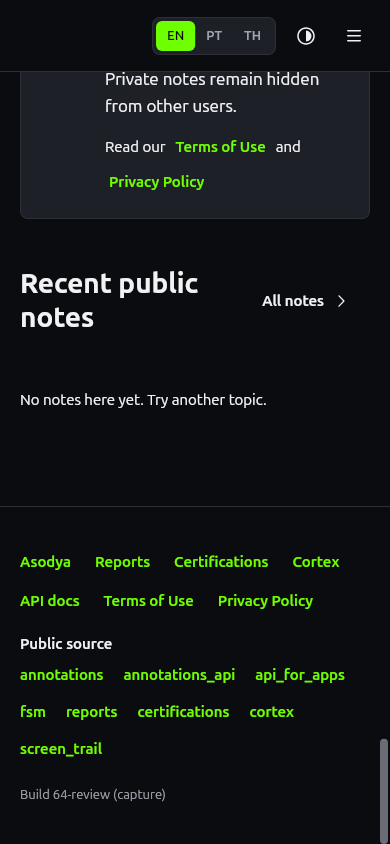 EN PT TH
Private notes remain hidden
from other users.
Read our Terms of Use and
Privacy Policy
Recent public
notes
All notes
No notes here yet. Try another topic.
Asodya Reports Certifications Cortex
API docs Terms of Use Privacy Policy
Public source
annotations annotations_api api_for_apps
fsm reports certifications cortex
screen_trail
Build 64-review (capture)